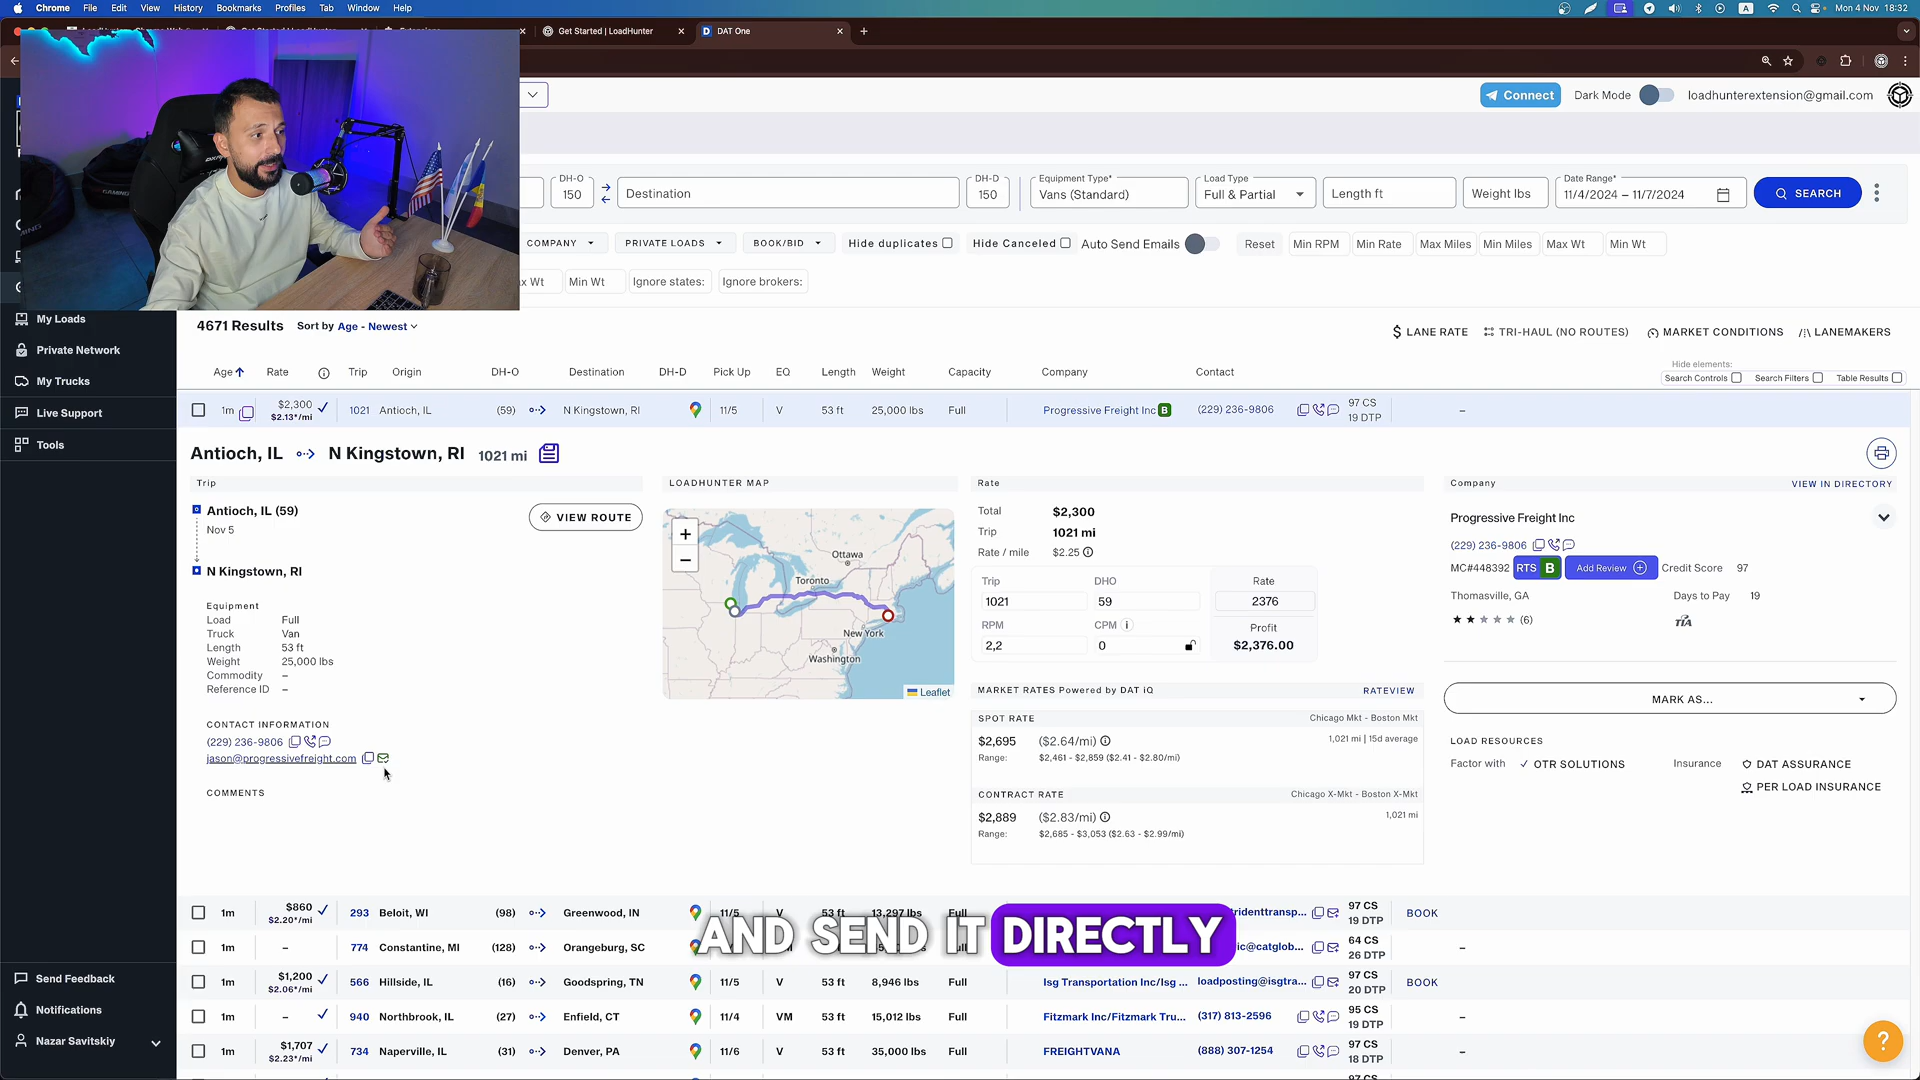 Chrome File Edit View History Bookmarks Profiles Tab Window Help
A Mon 4 Nov 18:32
Get Started | LoadHunter
DAT One
Connect Dark Mode loadhunterextension@gmail.com
DH-O
150
Destination
DH-D
150
Equipment Type*
Vans (Standard)
Load Type
Full & Partial
Length ft
Weight lbs
Date Range*
11/4/2024 – 11/7/2024
SEARCH
COMPANY PRIVATE LOADS BOOK/BID Hide duplicates Hide Canceled Auto Send Emails Reset Min RPM Min Rate Max Miles Min Miles Max Wt Min Wt
x Wt Min Wt Ignore states: Ignore brokers:
My Loads
Private Network
My Trucks
Live Support
Tools
Send Feedback
Notifications
Nazar Savitskiy
4671 Results Sort by Age - Newest
$ LANE RATE TRI-HAUL (NO ROUTES) MARKET CONDITIONS LANEMAKERS
Hide elements:
Search Controls Search Filters Table Results
Age Rate Trip Origin DH-O Destination DH-D Pick Up EQ Length Weight Capacity Company Contact
1m $2,300 1021 Antioch, IL (59) N Kingstown, RI 11/5 V 53 ft 25,000 lbs Full Progressive Freight Inc B (229) 236-9806 97 CS –
$2.13*/mi 19 DTP
Antioch, IL N Kingstown, RI 1021 mi
Trip
Antioch, IL (59)
Nov 5
VIEW ROUTE
N Kingstown, RI
Equipment
Load Full
Truck Van
Length 53 ft
Weight 25,000 lbs
Commodity –
Reference ID –
CONTACT INFORMATION
(229) 236-9806
jason@progressivefreight.com
COMMENTS
LOADHUNTER MAP
+
−
Ottawa
Toronto
New York
Washington
Leaflet
Rate
Total $2,300
Trip 1021 mi
Rate / mile $2.25
Trip DHO Rate
1021 59 2376
RPM CPM Profit
2,2 0 $2,376.00
MARKET RATES Powered by DAT iQ RATEVIEW
SPOT RATE Chicago Mkt - Boston Mkt
$2,695 ($2.64/mi) 1,021 mi | 15d average
Range: $2,461 - $2,859 ($2.41 - $2.80/mi)
CONTRACT RATE Chicago X-Mkt - Boston X-Mkt
$2,889 ($2.83/mi) 1,021 mi
Range: $2,685 - $3,053 ($2.63 - $2.99/mi)
Company VIEW IN DIRECTORY
Progressive Freight Inc
(229) 236-9806
MC#448392 RTS B Add Review Credit Score 97
Thomasville, GA Days to Pay 19
(6) TIA
MARK AS...
LOAD RESOURCES
Factor with OTR SOLUTIONS Insurance DAT ASSURANCE
PER LOAD INSURANCE
1m $860 293 Beloit, WI (98) Greenwood, IN 11/5 V 53 ft 13,297 lbs Full ridenttransp... 97 CS BOOK
$2.20*/mi 19 DTP
1m – 774 Constantine, MI (128) Orangeburg, SC ic@catglob... 64 CS –
26 DTP
AND SEND IT DIRECTLY
1m $1,200 566 Hillside, IL (16) Goodspring, TN 11/5 V 53 ft 8,946 lbs Full Isg Transportation Inc/Isg ... loadposting@isgtra... 97 CS BOOK
$2.06*/mi 20 DTP
1m – 940 Northbrook, IL (27) Enfield, CT 11/4 VM 53 ft 15,012 lbs Full Fitzmark Inc/Fitzmark Tru... (317) 813-2596 95 CS –
19 DTP
1m $1,707 734 Naperville, IL (31) Denver, PA 11/6 V 53 ft 35,000 lbs Full FREIGHTVANA (888) 307-1254 97 CS –
$2.23*/mi 18 DTP
97 CS
?